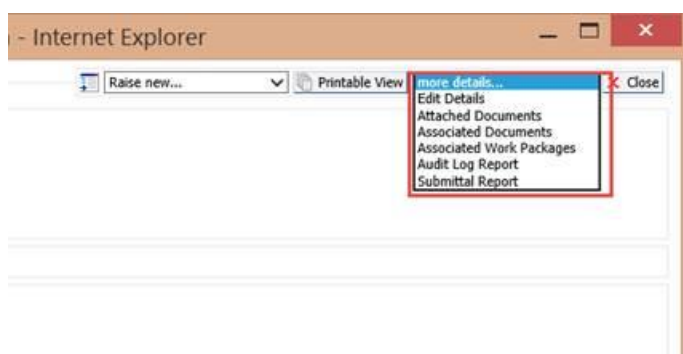 - Internet Explorer
Raise new... Printable View more details... Close
Edit Details
Attached Documents
Associated Documents
Associated Work Packages
Audit Log Report
Submittal Report